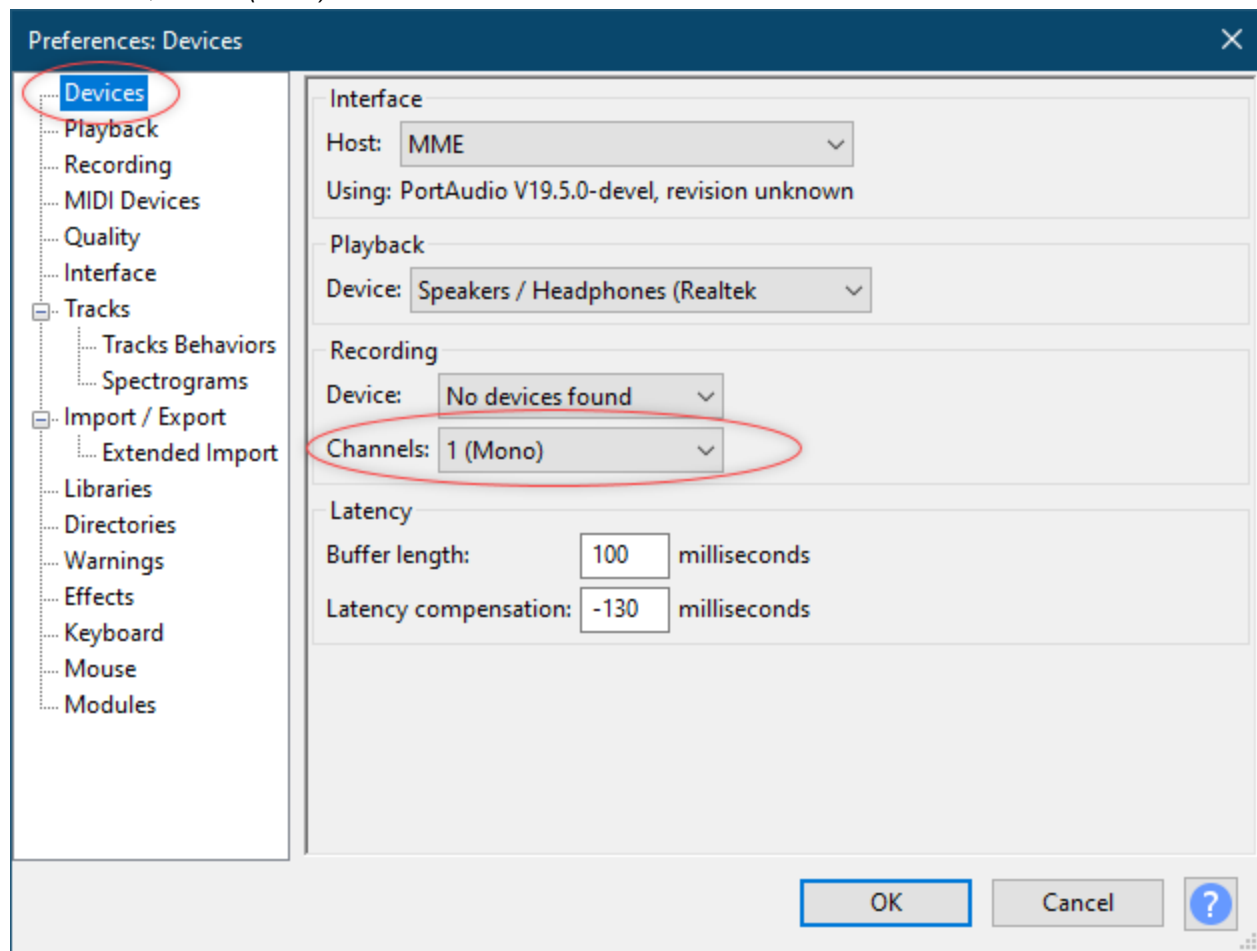 Preferences: Devices
Devices
Playback
Recording
MIDI Devices
Quality
Interface
Tracks
Tracks Behaviors
Spectrograms
Import / Export
Extended Import
Libraries
Directories
Warnings
Effects
Keyboard
Mouse
Modules
Interface
Host: MME
Using: PortAudio V19.5.0-devel, revision unknown
Playback
Device: Speakers / Headphones (Realtek
Recording
Device: No devices found
Channels: 1 (Mono)
Latency
Buffer length: 100 milliseconds
Latency compensation: -130 milliseconds
OK Cancel ?